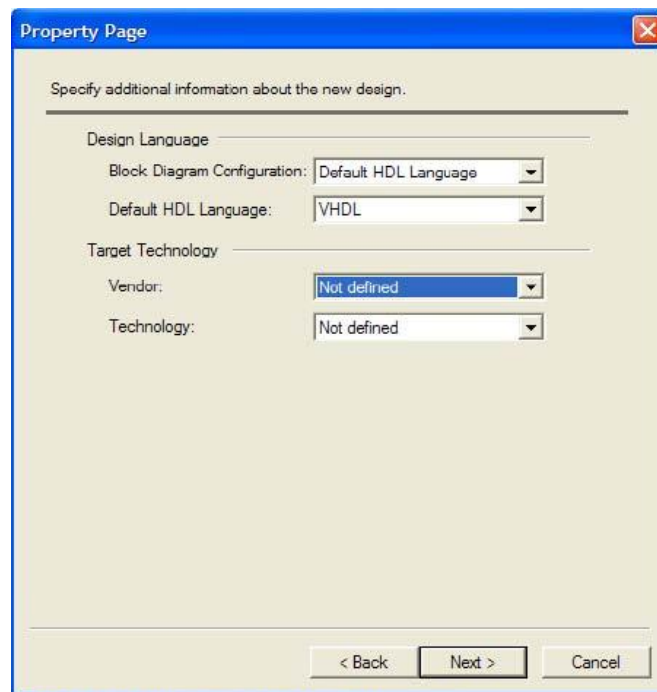 Property Page
Specify additional information about the new design.
Design Language
Block Diagram Configuration: Default HDL Language
Default HDL Language: VHDL
Target Technology
Vendor: Not defined
Technology: Not defined
< Back Next > Cancel